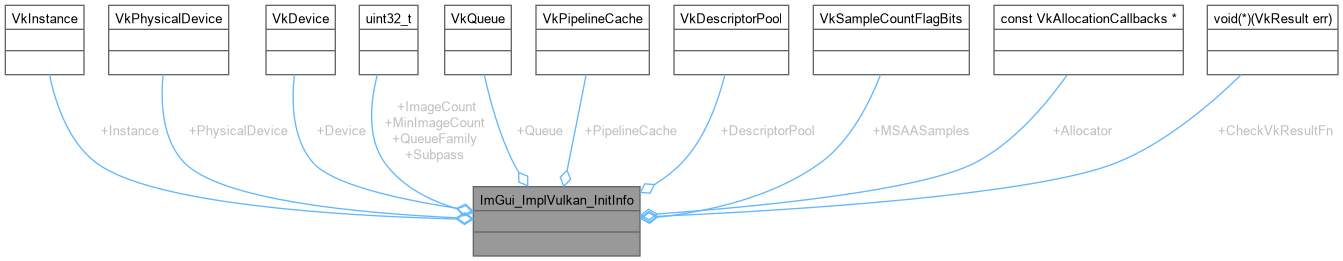 VkInstance
VkPhysicalDevice
VkDevice
uint32_t
VkQueue
VkPipelineCache
VkDescriptorPool
VkSampleCountFlagBits
const VkAllocationCallbacks *
void(*)(VkResult err)
+Instance
+PhysicalDevice
+Device
+ImageCount
+MinImageCount
+QueueFamily
+Subpass
+Queue
+PipelineCache
+DescriptorPool
+MSAASamples
+Allocator
+CheckVkResultFn
ImGui_ImplVulkan_InitInfo